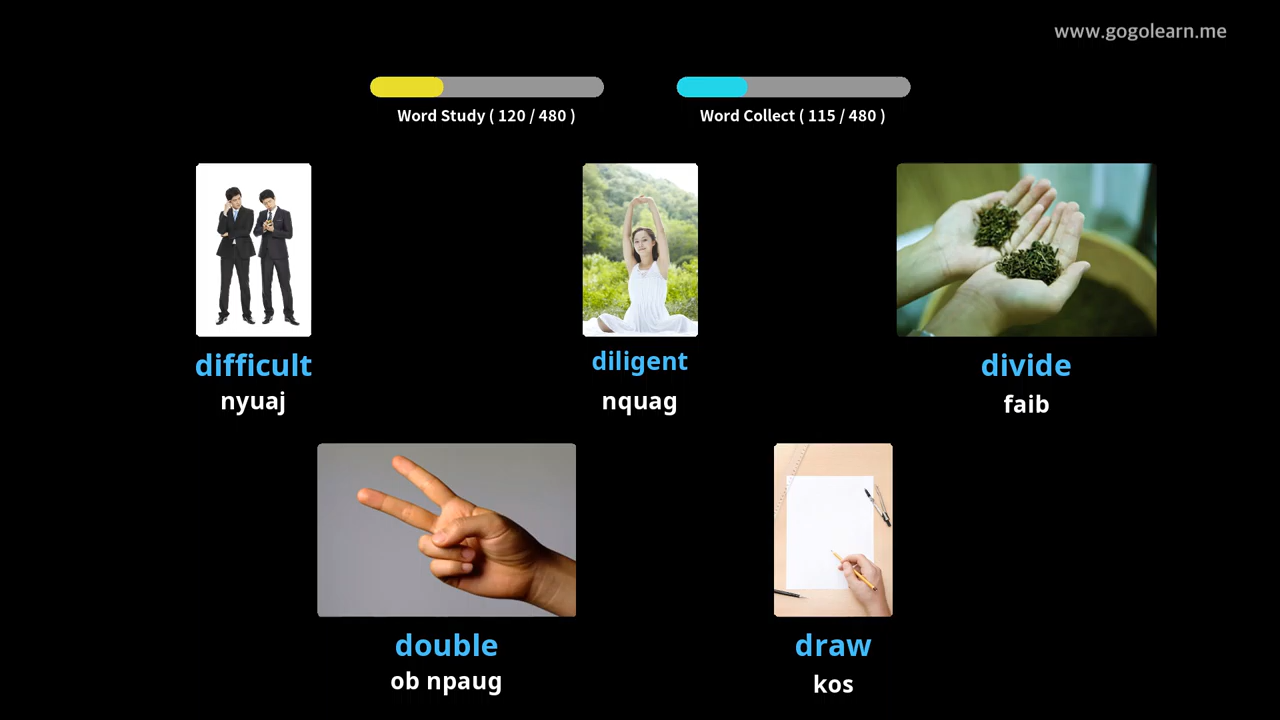 www.gogolearn.me
Word Study ( 120 / 480 )
Word Collect ( 115 / 480 )
difficult
nyuaj
diligent
nquag
divide
faib
double
ob npaug
draw
kos